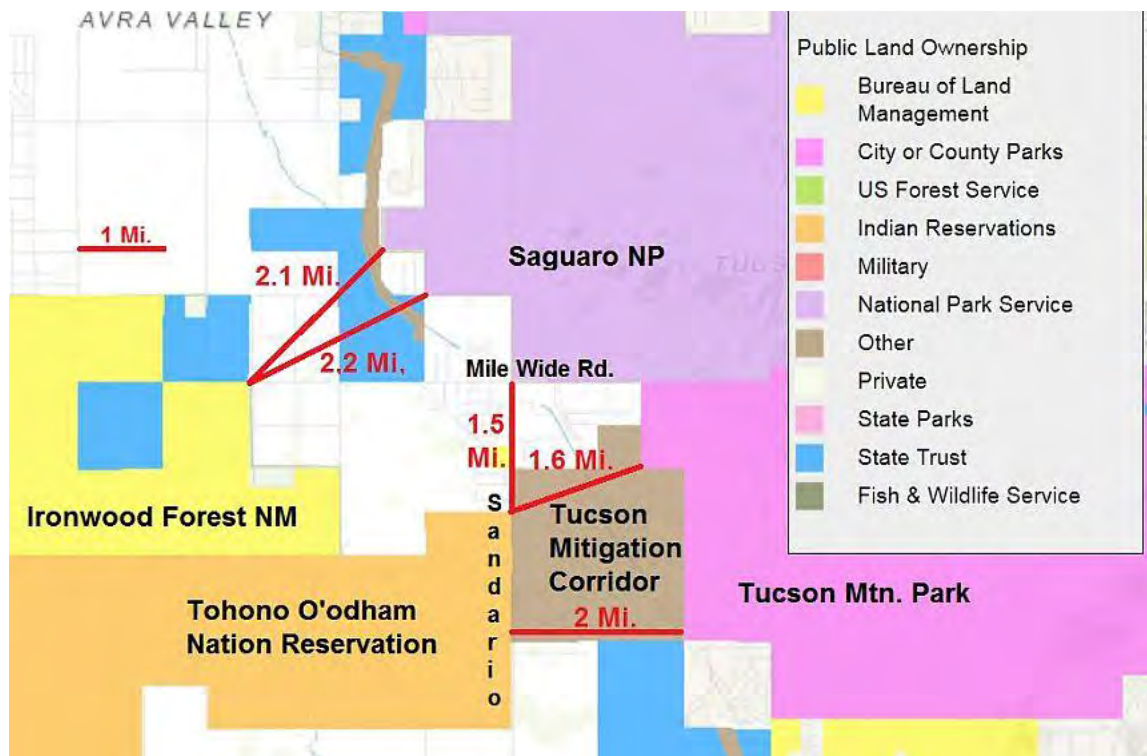 AVRA VALLEY
Public Land Ownership
Bureau of Land
Management
City or County Parks
US Forest Service
Indian Reservations
Military
National Park Service
Other
Private
State Parks
State Trust
Fish & Wildlife Service
1 Mi.
Saguaro NP
TUCS
2.1 Mi.
2.2 Mi.
Mile Wide Rd.
1.5
Mi.
1.6 Mi.
Sandario
Ironwood Forest NM
Tucson
Mitigation
Corridor
Tucson Mtn. Park
Tohono O'odham
Nation Reservation
2 Mi.